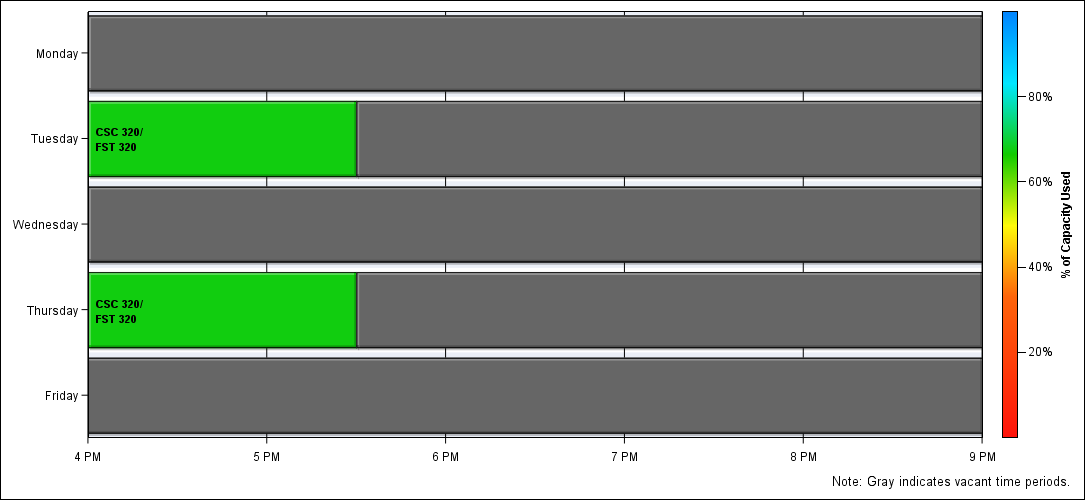 Monday
Tuesday
CSC 320/
FST 320
Wednesday
Thursday
CSC 320/
FST 320
Friday
4 PM
5 PM
6 PM
7 PM
8 PM
9 PM
80%
60%
40%
20%
% of Capacity Used
Note: Gray indicates vacant time periods.